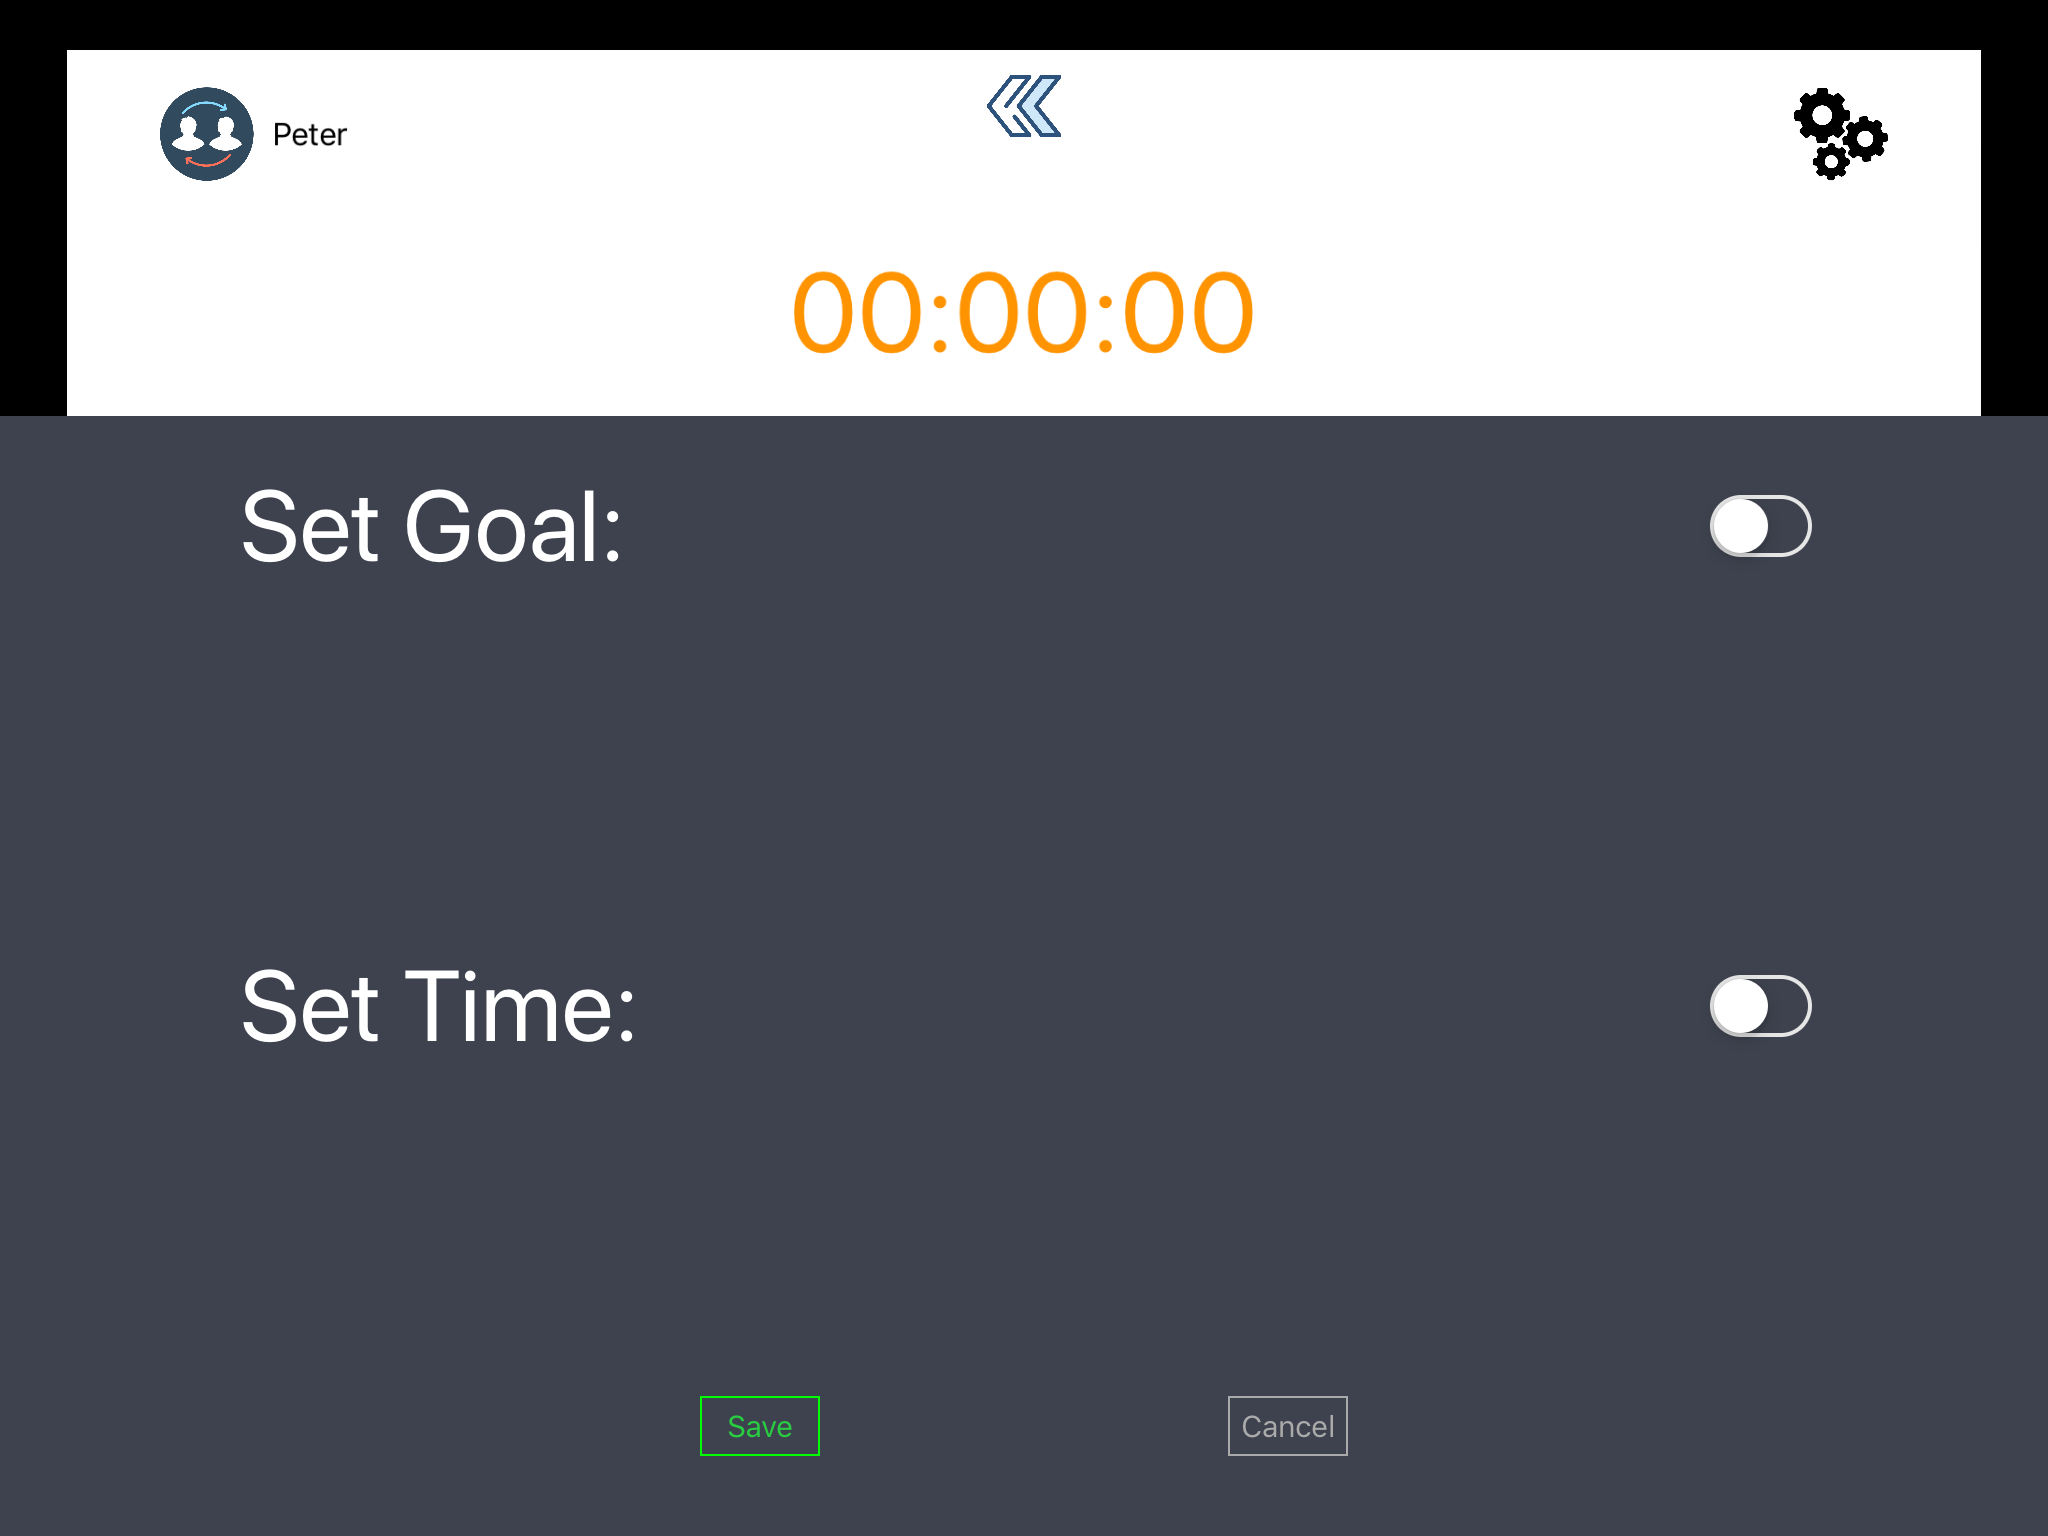 Peter
00:00:00
Set Goal:
Set Time:
Save
Cancel